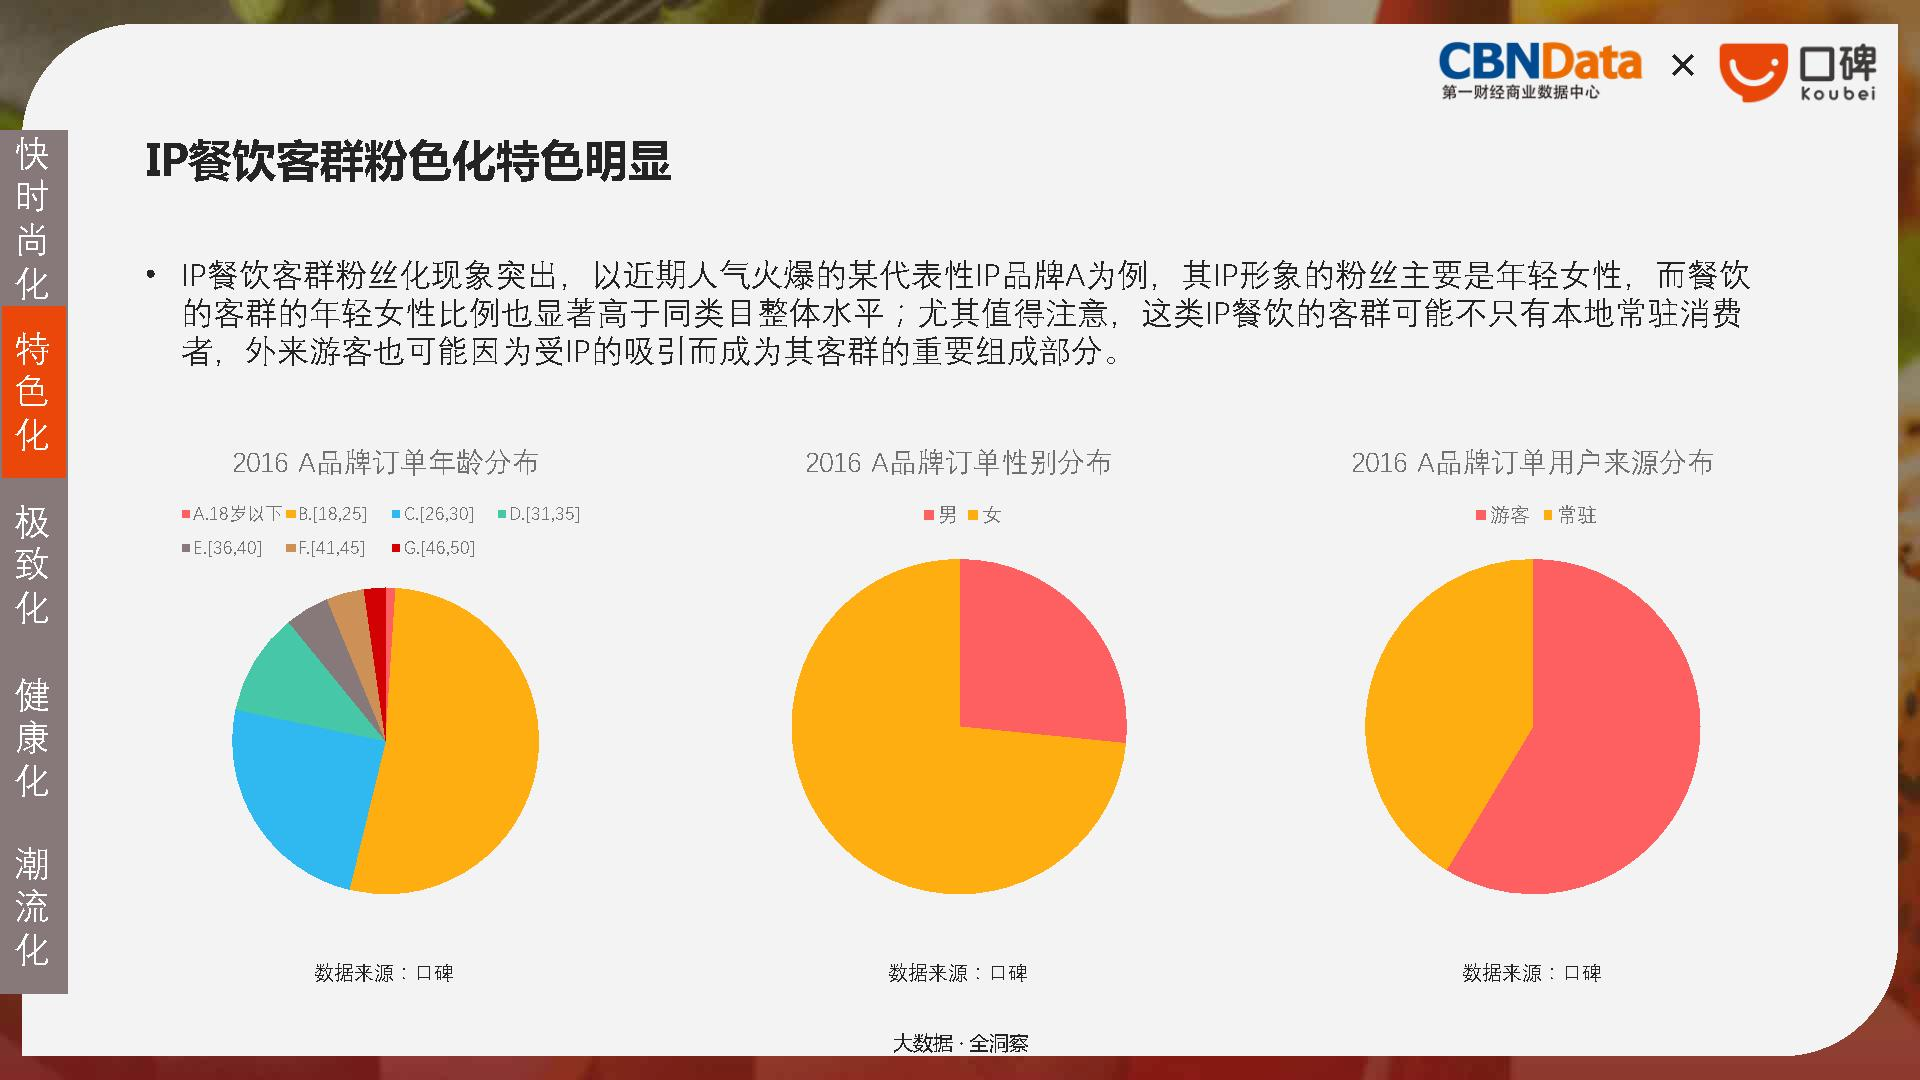 CBNData
第一财经商业数据中心
×
口碑
Koubei
快时尚化
特色化
极致化
健康化
潮流化
IP餐饮客群粉色化特色明显
• IP餐饮客群粉丝化现象突出，以近期人气火爆的某代表性IP品牌A为例，其IP形象的粉丝主要是年轻女性，而餐饮
的客群的年轻女性比例也显著高于同类目整体水平；尤其值得注意，这类IP餐饮的客群可能不只有本地常驻消费
者，外来游客也可能因为受IP的吸引而成为其客群的重要组成部分。
2016 A品牌订单年龄分布
A.18岁以下 B.[18,25] C.[26,30] D.[31,35]
E.[36,40] F.[41,45] G.[46,50]
数据来源：口碑
2016 A品牌订单性别分布
男 女
数据来源：口碑
2016 A品牌订单用户来源分布
游客 常驻
数据来源：口碑
大数据·全洞察